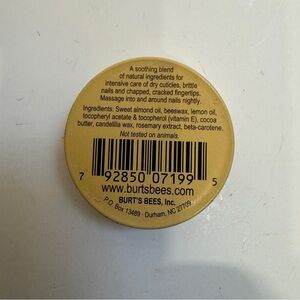 A soothing blend
of natural ingredients for
intensive care of dry cuticles, brittle
nails and chapped, cracked fingertips.
Massage into and around nails nightly.
Ingredients: Sweet almond oil, beeswax, lemon oil,
tocopheryl acetate & tocopherol (vitamin E), cocoa
butter, candelilla wax, rosemary extract, beta-carotene.
Not tested on animals.
7 92850 07199 5
www.burtsbees.com
BURT'S BEES, Inc.
P.O. Box 13489 · Durham, NC 27709